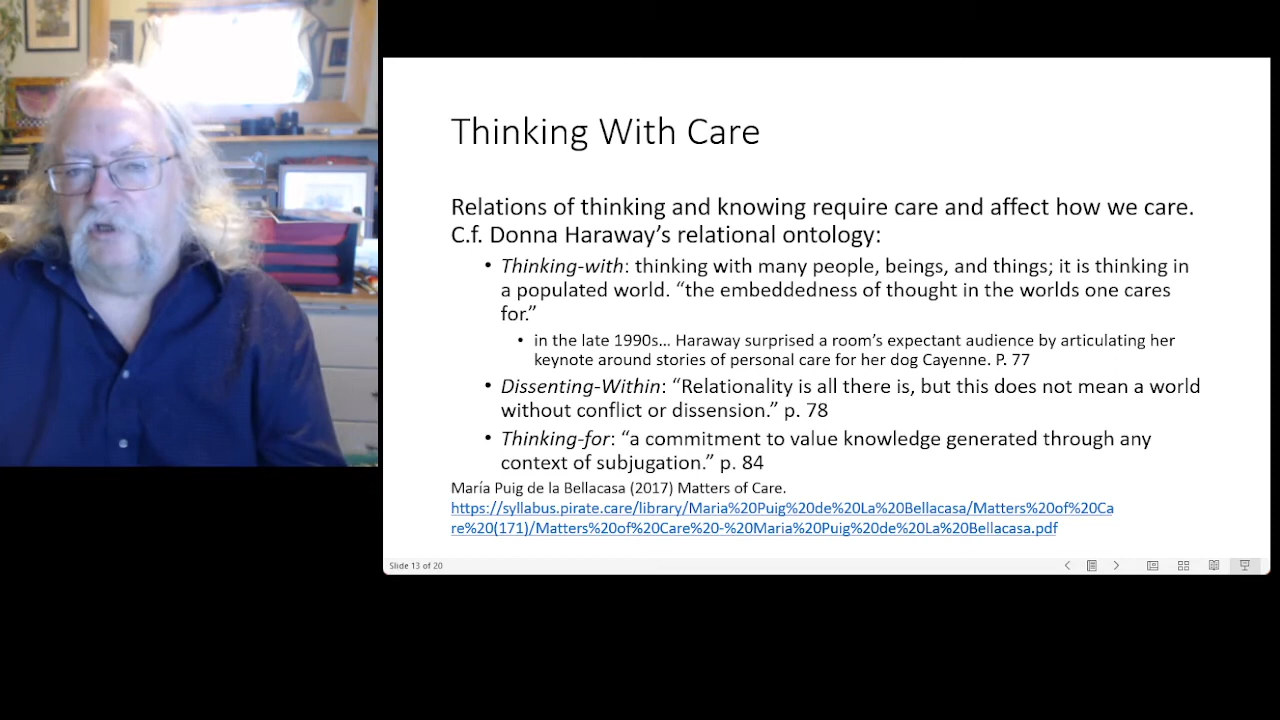 Thinking With Care
Relations of thinking and knowing require care and affect how we care.
C.f. Donna Haraway’s relational ontology:
• Thinking-with: thinking with many people, beings, and things; it is thinking in
a populated world. “the embeddedness of thought in the worlds one cares
for.”
• in the late 1990s… Haraway surprised a room’s expectant audience by articulating her
keynote around stories of personal care for her dog Cayenne. P. 77
• Dissenting-Within: “Relationality is all there is, but this does not mean a world
without conflict or dissension.” p. 78
• Thinking-for: “a commitment to value knowledge generated through any
context of subjugation.” p. 84
María Puig de la Bellacasa (2017) Matters of Care.
https://syllabus.pirate.care/library/Maria%20Puig%20de%20La%20Bellacasa/Matters%20of%20Ca
re%20(171)/Matters%20of%20Care%20-%20Maria%20Puig%20de%20La%20Bellacasa.pdf
Slide 13 of 20